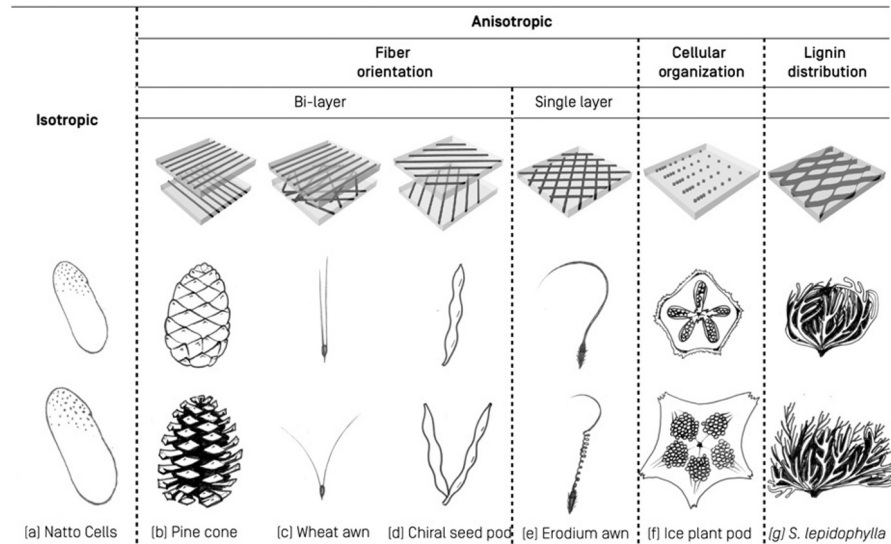 Anisotropic
Fiber
orientation
Cellular
organization
Lignin
distribution
Bi-layer
Single layer
Isotropic
(a) Natto Cells
(b) Pine cone
(c) Wheat awn
(d) Chiral seed pod
(e) Erodium awn
(f) Ice plant pod
(g) S. lepidophylla